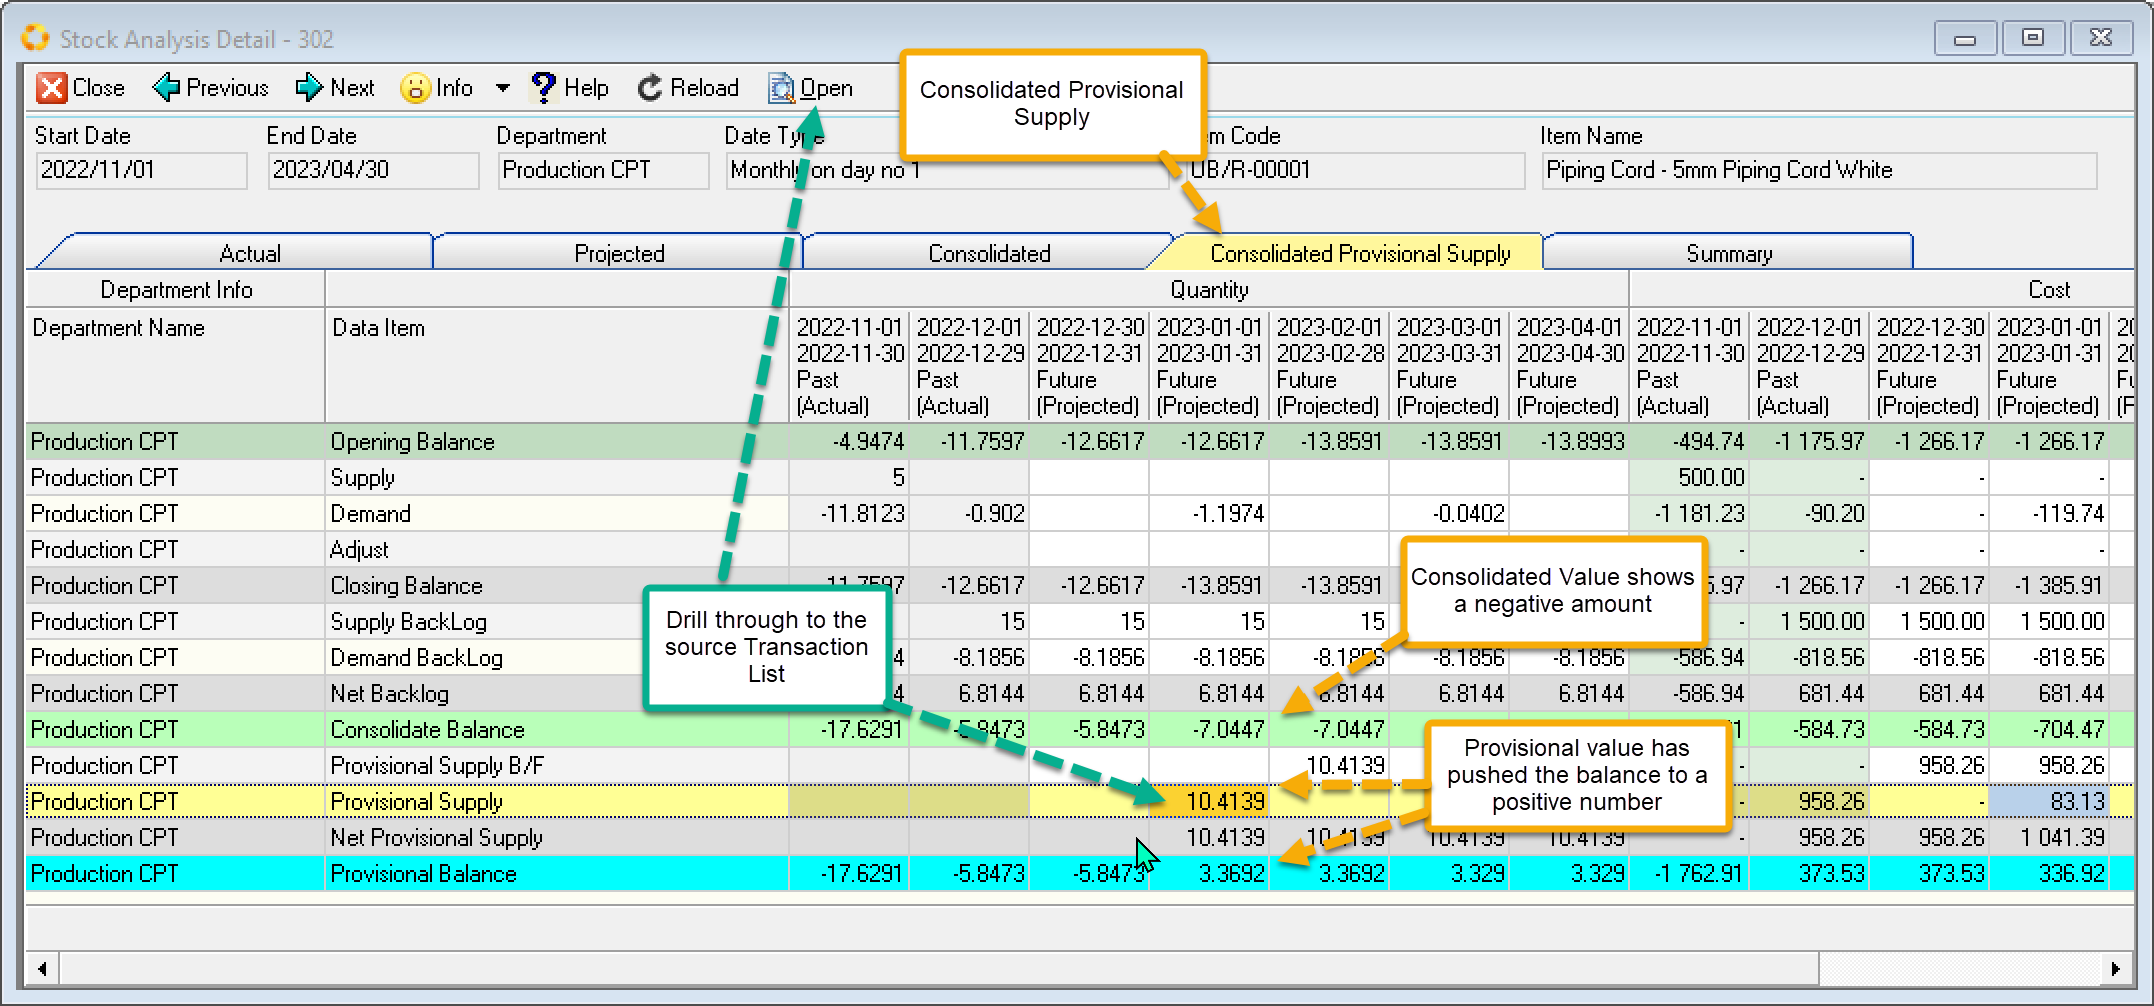 Stock Analysis Detail - 302
Close Previous Next Info Help Reload Open
Consolidated Provisional
Supply
Start Date End Date Department Date Type Item Code Item Name
2022/11/01 2023/04/30 Production CPT Monthly on day no 1 UB/R-00001 Piping Cord - 5mm Piping Cord White
Actual Projected Consolidated Consolidated Provisional Supply Summary
Department Info Quantity Cost
Department Name Data Item 2022-11-01 2022-12-01 2022-12-30 2023-01-01 2023-02-01 2023-03-01 2023-04-01 2022-11-01 2022-12-01 2022-12-30 2023-01-01
2022-11-30 2022-12-29 2022-12-31 2023-01-31 2023-02-28 2023-03-31 2023-04-30 2022-11-30 2022-12-29 2022-12-31 2023-01-31
Past Past Future Future Future Future Future Past Past Future Future
(Actual) (Actual) (Projected) (Projected) (Projected) (Projected) (Projected) (Actual) (Actual) (Projected) (Projected)
Production CPT Opening Balance -4.9474 -11.7597 -12.6617 -12.6617 -13.8591 -13.8591 -13.8993 -494.74 -1 175.97 -1 266.17 -1 266.17
Production CPT Supply 5 500.00 - - -
Production CPT Demand -11.8123 -0.902 -1.1974 -0.0402 -1 181.23 -90.20 - -119.74
Production CPT Adjust - - - -
Production CPT Closing Balance -11.7597 -12.6617 -12.6617 -13.8591 -13.8591 5.97 -1 266.17 -1 266.17 -1 385.91
Production CPT Supply BackLog 15 15 15 15 - 1 500.00 1 500.00 1 500.00
Production CPT Demand BackLog 4 -8.1856 -8.1856 -8.1856 -8.1856 -8.1856 -8.1856 -586.94 -818.56 -818.56 -818.56
Production CPT Net Backlog 4 6.8144 6.8144 6.8144 6.8144 6.8144 6.8144 -586.94 681.44 681.44 681.44
Production CPT Consolidate Balance -17.6291 -5.8473 -5.8473 -7.0447 -7.0447 1 -584.73 -584.73 -704.47
Production CPT Provisional Supply B/F 10.4139 - - 958.26 958.26
Production CPT Provisional Supply 10.4139 - 958.26 - 83.13
Production CPT Net Provisional Supply 10.4139 10.4139 10.4139 10.4139 - 958.26 958.26 1 041.39
Production CPT Provisional Balance -17.6291 -5.8473 -5.8473 3.3692 3.3692 3.329 3.329 -1 762.91 373.53 373.53 336.92
Consolidated Value shows
a negative amount
Drill through to the
source Transaction
List
Provisional value has
pushed the balance to a
positive number